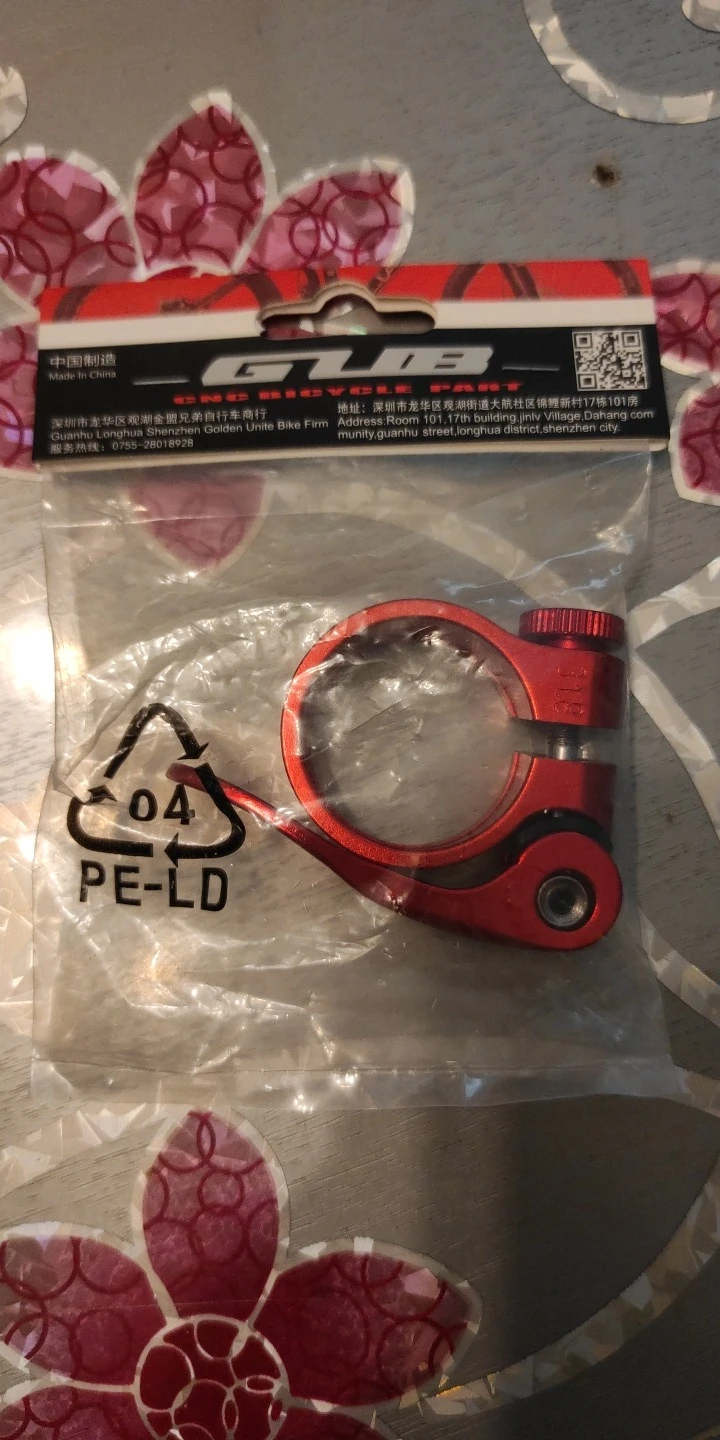 中国制造
Made In China
GUB
CNC BICYCLE PART
深圳市龙华区观湖金盟兄弟自行车商行
Guanhu Longhua Shenzhen Golden Unite Bike Firm
服务热线：0755-28018928
地址：深圳市龙华区观湖街道大航社区锦鲤新村17栋101房
Address:Room 101,17th building,jinlv Village,Dahang com
munity,guanhu street,longhua district,shenzhen city.
318
04
PE-LD